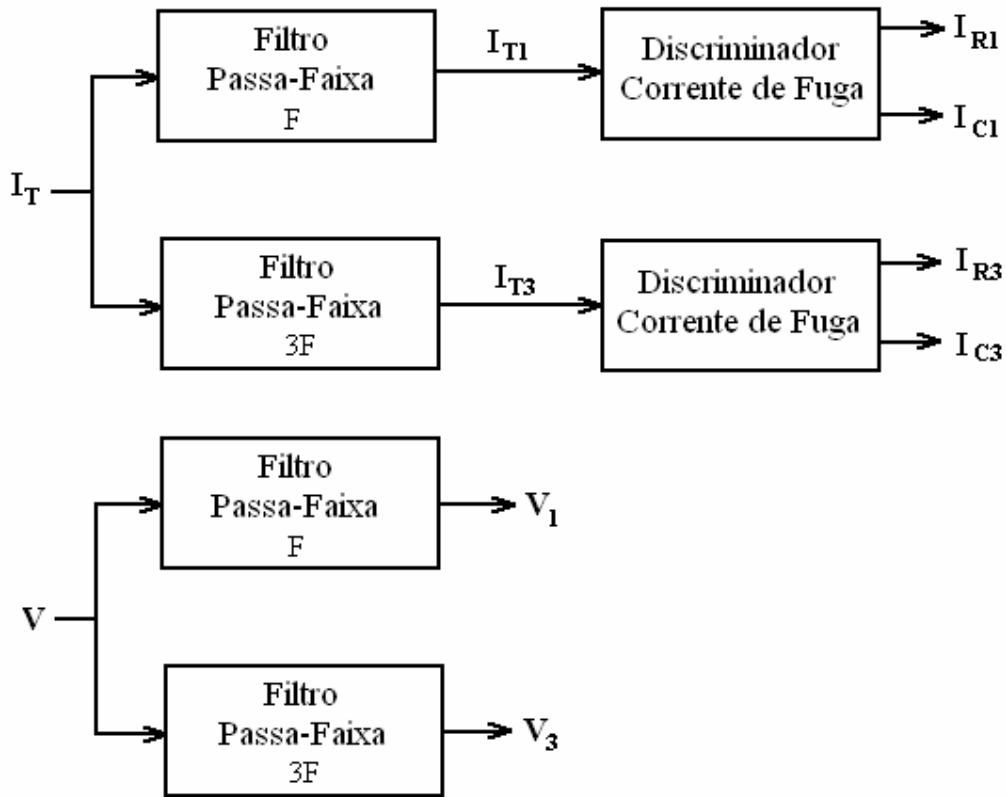 Filtro
Passa-Faixa
F
I_T1
Discriminador
Corrente de Fuga
I_R1
I_C1
I_T
Filtro
Passa-Faixa
3F
I_T3
Discriminador
Corrente de Fuga
I_R3
I_C3
Filtro
Passa-Faixa
F
V_1
V
Filtro
Passa-Faixa
3F
V_3